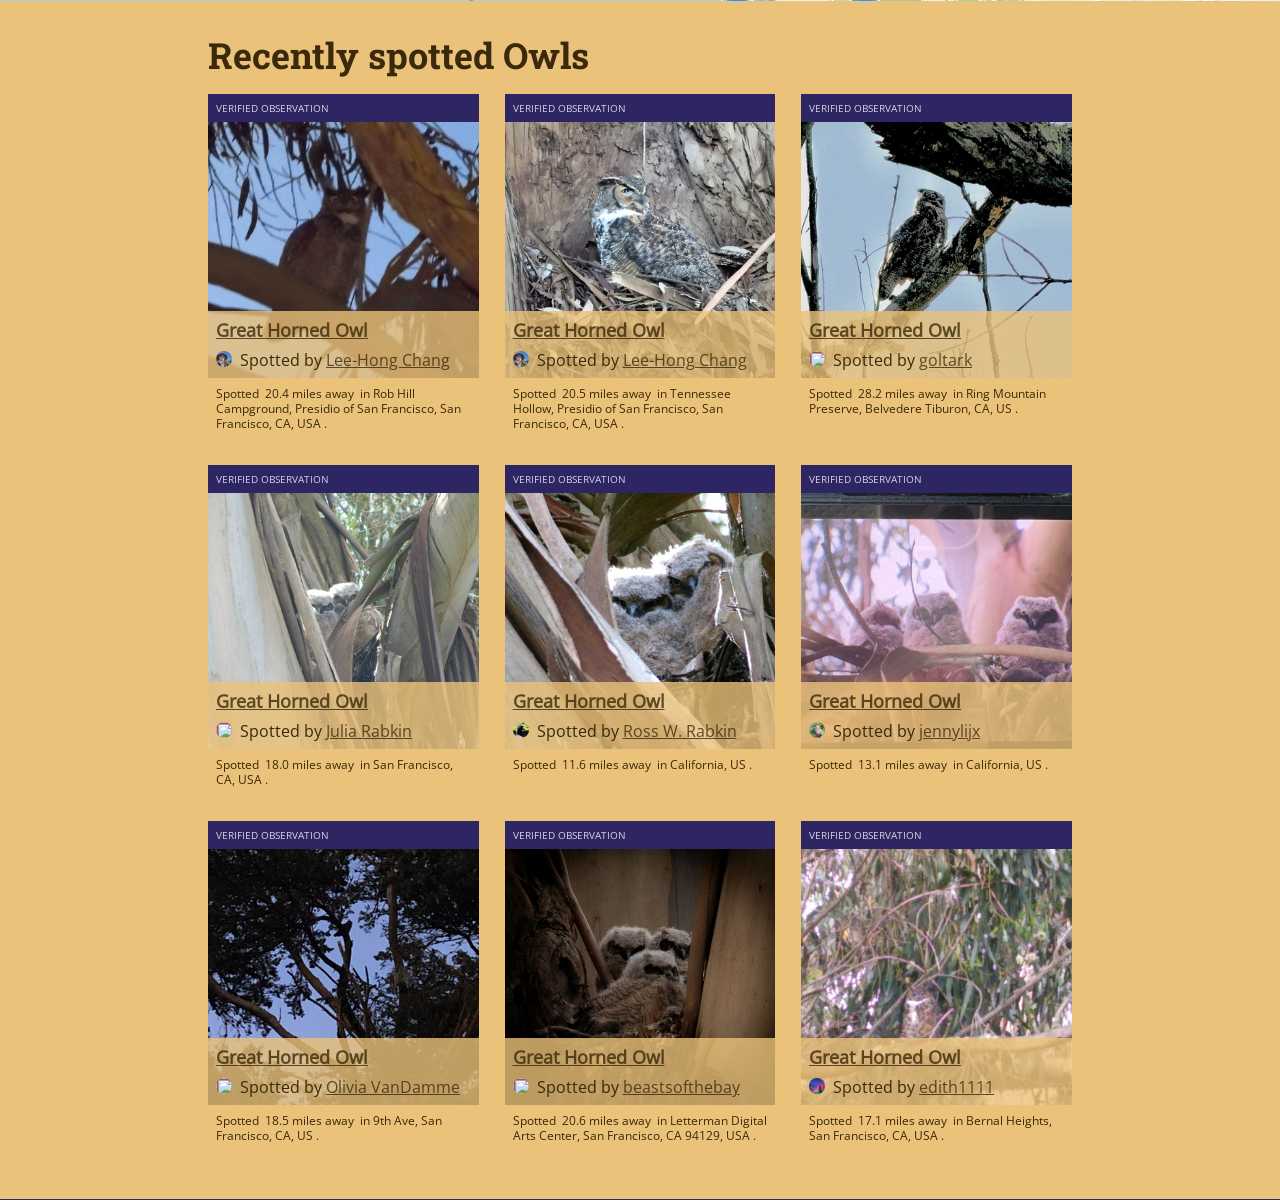 Recently spotted Owls
VERIFIED OBSERVATION
Great Horned Owl
Spotted by Lee-Hong Chang
Spotted 20.4 miles away in Rob Hill
Campground, Presidio of San Francisco, San
Francisco, CA, USA .
VERIFIED OBSERVATION
Great Horned Owl
Spotted by Lee-Hong Chang
Spotted 20.5 miles away in Tennessee
Hollow, Presidio of San Francisco, San
Francisco, CA, USA .
VERIFIED OBSERVATION
Great Horned Owl
Spotted by goltark
Spotted 28.2 miles away in Ring Mountain
Preserve, Belvedere Tiburon, CA, US .
VERIFIED OBSERVATION
Great Horned Owl
Spotted by Julia Rabkin
Spotted 18.0 miles away in San Francisco,
CA, USA .
VERIFIED OBSERVATION
Great Horned Owl
Spotted by Ross W. Rabkin
Spotted 11.6 miles away in California, US .
VERIFIED OBSERVATION
Great Horned Owl
Spotted by jennylijx
Spotted 13.1 miles away in California, US .
VERIFIED OBSERVATION
Great Horned Owl
Spotted by Olivia VanDamme
Spotted 18.5 miles away in 9th Ave, San
Francisco, CA, US .
VERIFIED OBSERVATION
Great Horned Owl
Spotted by beastsofthebay
Spotted 20.6 miles away in Letterman Digital
Arts Center, San Francisco, CA 94129, USA .
VERIFIED OBSERVATION
Great Horned Owl
Spotted by edith1111
Spotted 17.1 miles away in Bernal Heights,
San Francisco, CA, USA .